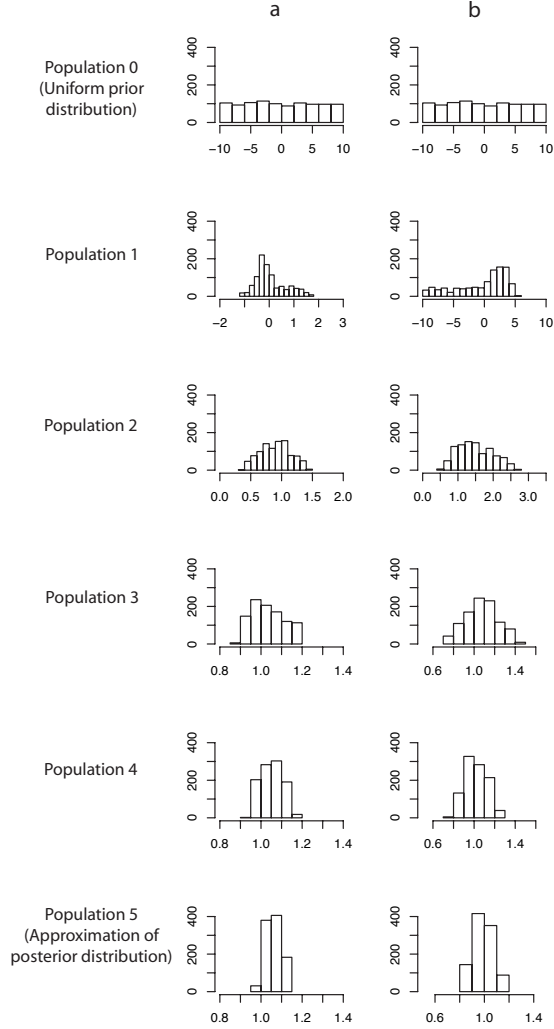 a b
Population 0
(Uniform prior
distribution)
0 200 400
−10 −5 0 5 10
0 200 400
−10 −5 0 5 10
Population 1
0 200 400
−2 0 1 2 3
0 200 400
−10 −5 0 5 10
Population 2
0 200 400
0.0 0.5 1.0 1.5 2.0
0 200 400
0.0 1.0 2.0 3.0
Population 3
0 200 400
0.8 1.0 1.2 1.4
0 200 400
0.6 1.0 1.4
Population 4
0 200 400
0.8 1.0 1.2 1.4
0 200 400
0.6 1.0 1.4
Population 5
(Approximation of
posterior distribution)
0 200 400
0.8 1.0 1.2 1.4
0 200 400
0.6 1.0 1.4